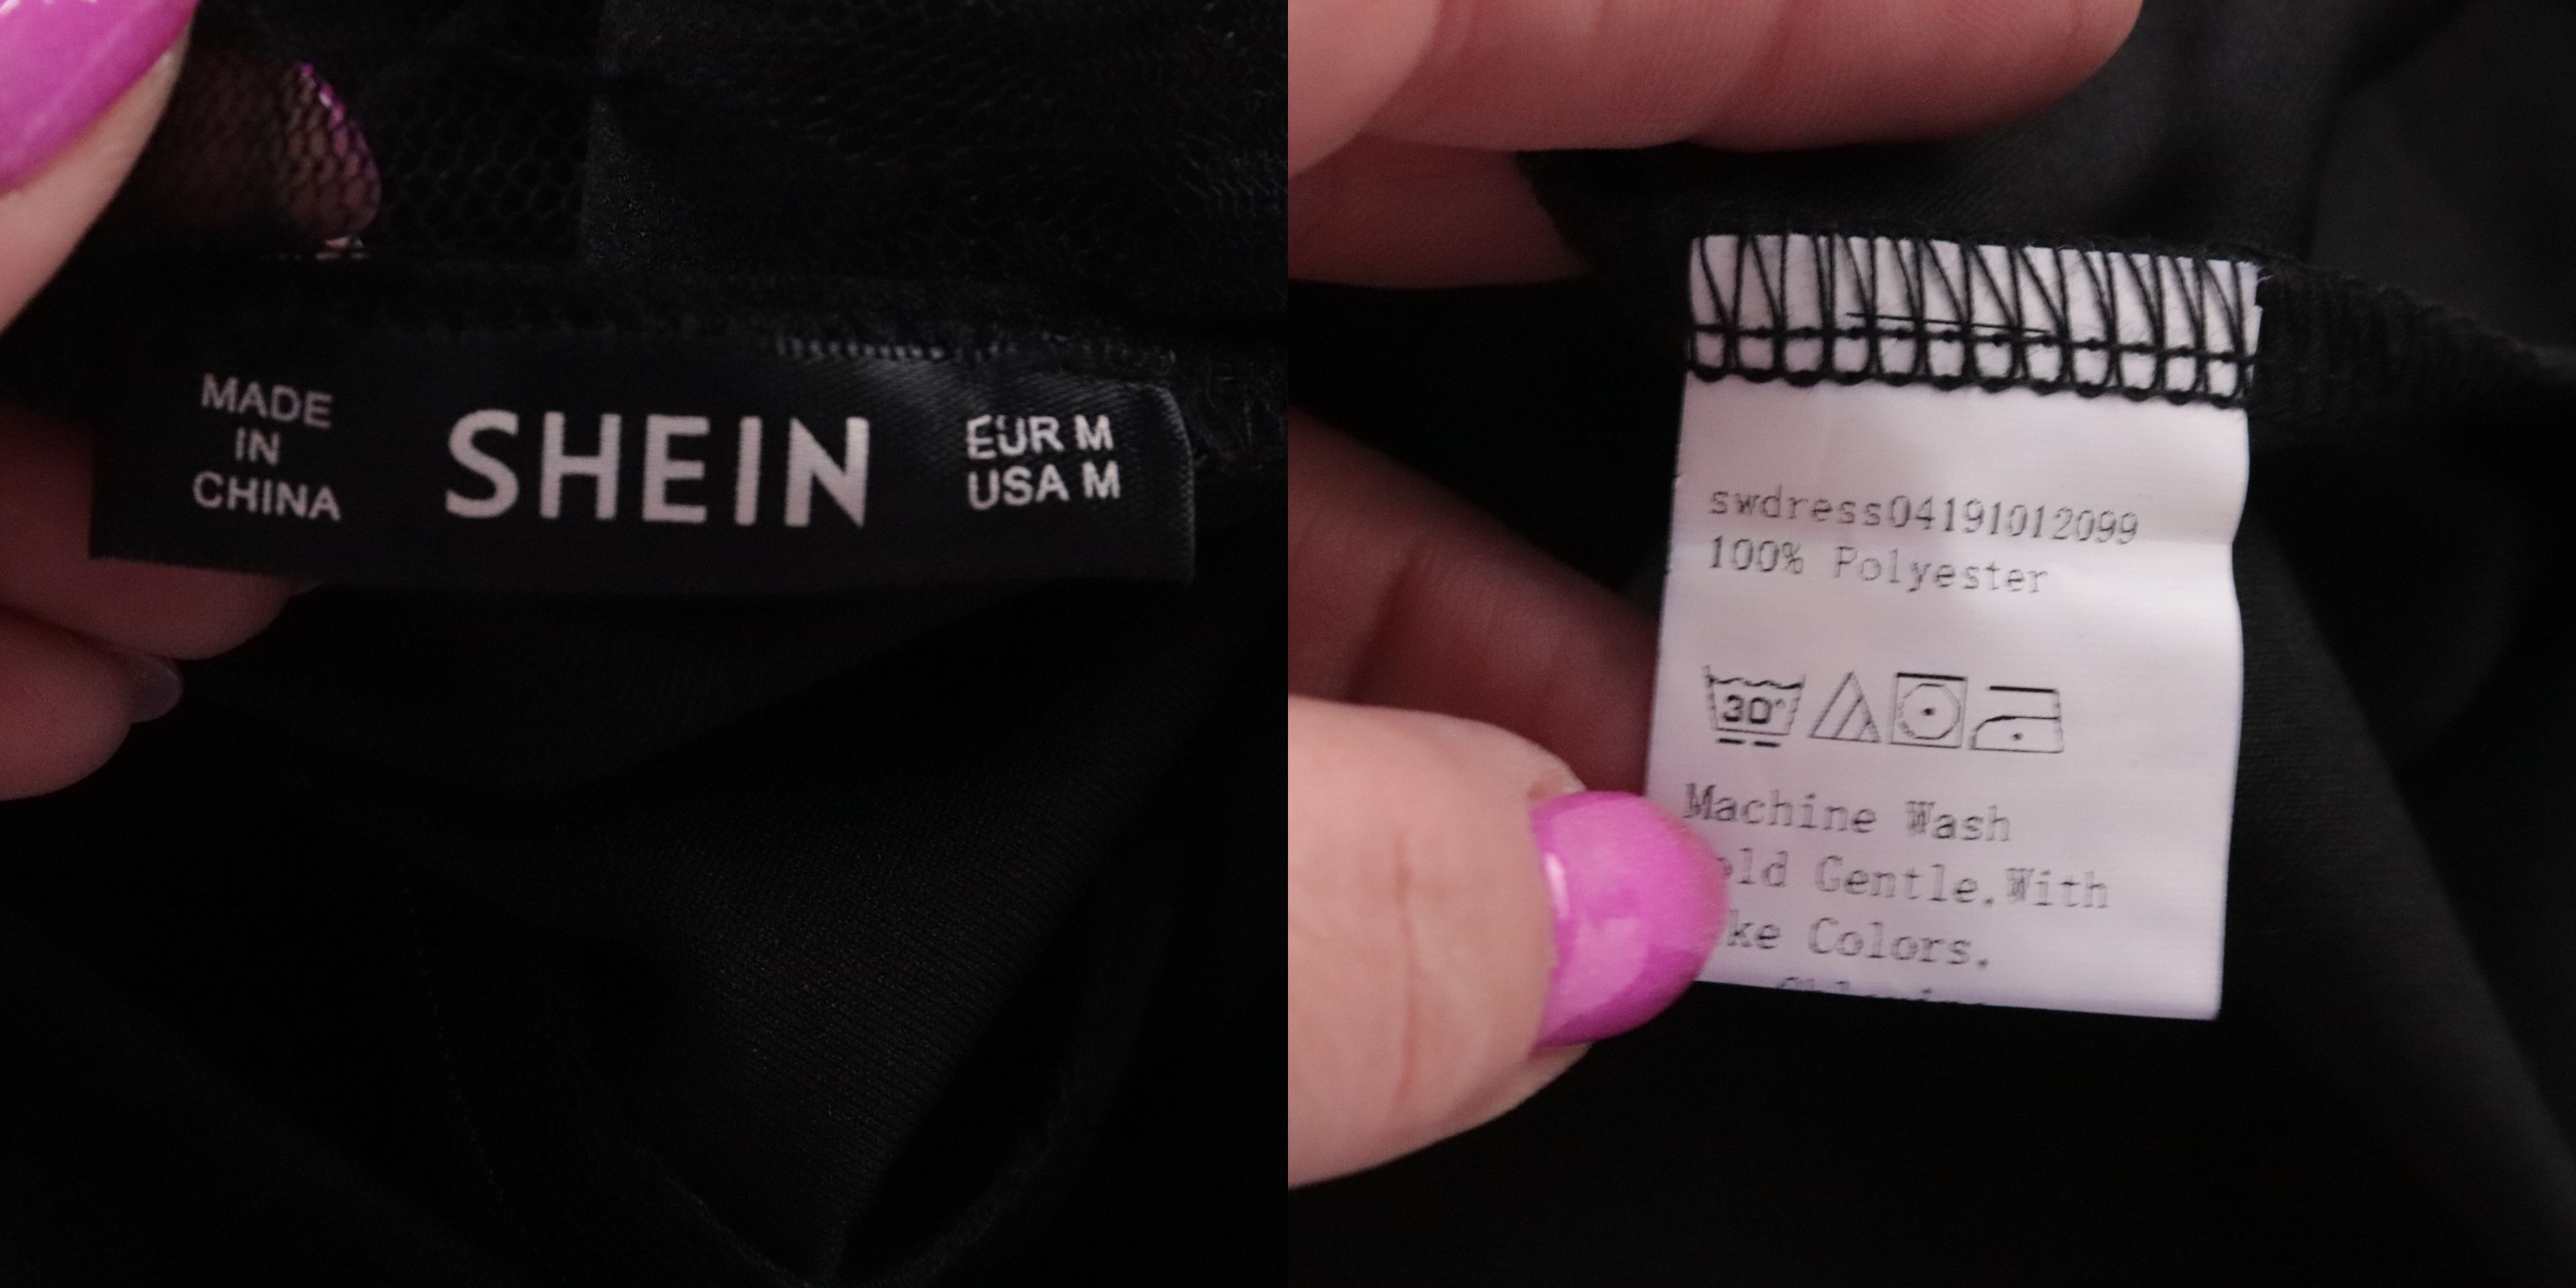 MADE
IN
CHINA
SHEIN
EUR M
USA M
swdress04191012099
100% Polyester
30°
Machine Wash
Gentle.With
Colors.